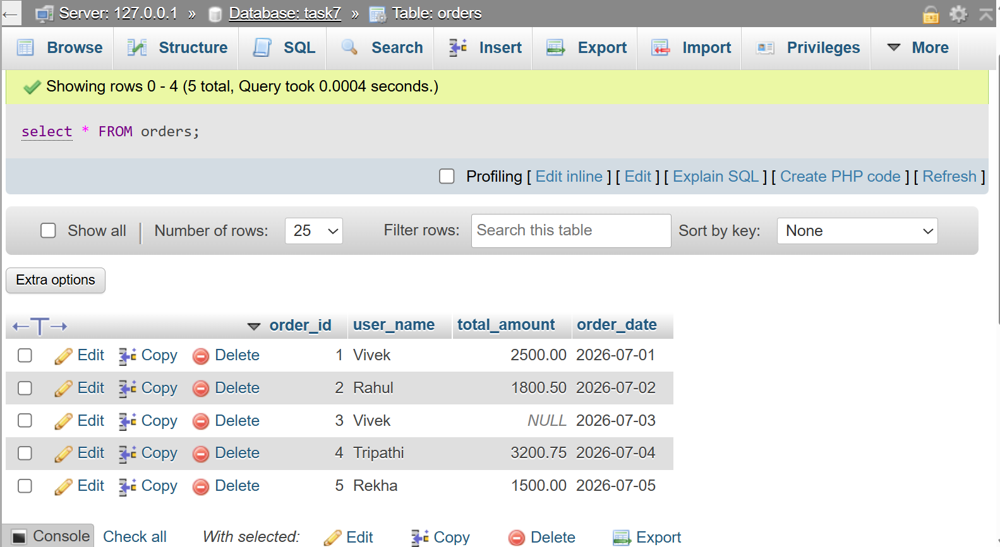 Server: 127.0.0.1 » Database: task7 » Table: orders
Browse Structure SQL Search Insert Export Import Privileges More
Showing rows 0 - 4 (5 total, Query took 0.0004 seconds.)
select * FROM orders;
Profiling [ Edit inline ] [ Edit ] [ Explain SQL ] [ Create PHP code ] [ Refresh ]
Show all Number of rows: 25 Filter rows: Search this table Sort by key: None
Extra options
←T→ order_id user_name total_amount order_date
Edit Copy Delete 1 Vivek 2500.00 2026-07-01
Edit Copy Delete 2 Rahul 1800.50 2026-07-02
Edit Copy Delete 3 Vivek NULL 2026-07-03
Edit Copy Delete 4 Tripathi 3200.75 2026-07-04
Edit Copy Delete 5 Rekha 1500.00 2026-07-05
Console Check all With selected: Edit Copy Delete Export